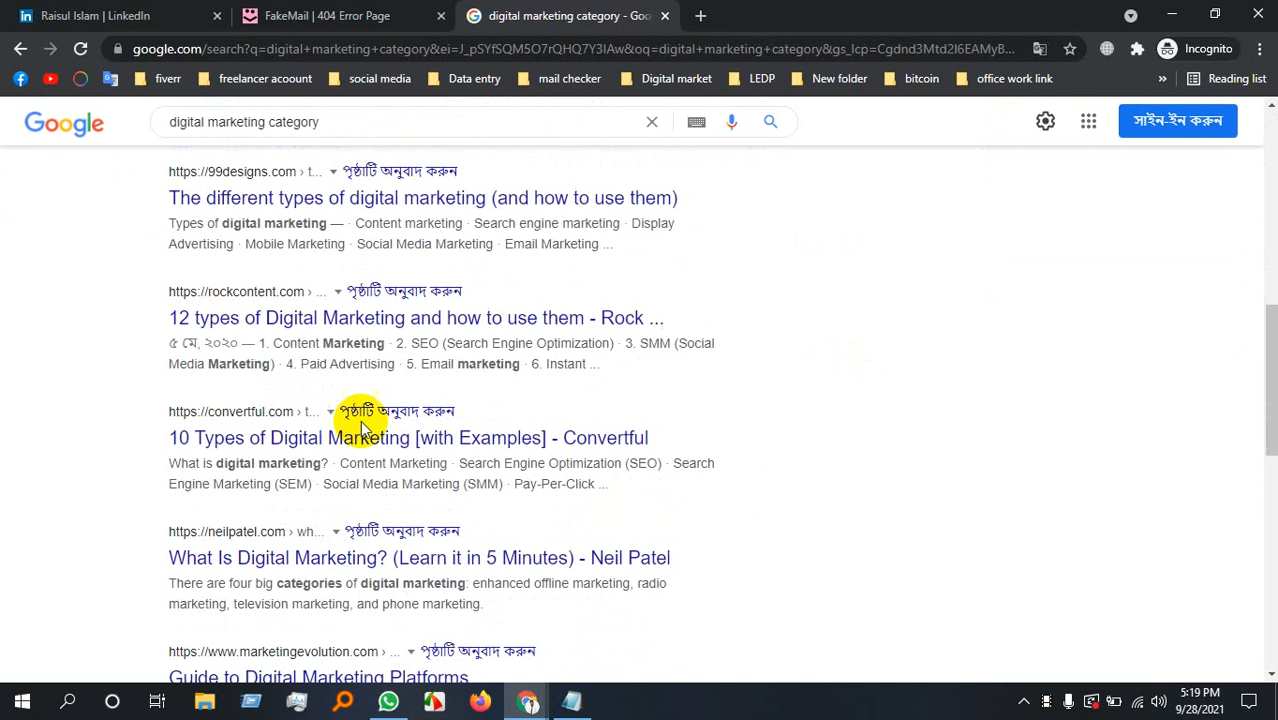 Raisul Islam | LinkedIn
FakeMail | 404 Error Page
digital marketing category - Goo
google.com/search?q=digital+marketing+category&ei=J_pSYfSQM5O7rQHQ7Y3IAw&oq=digital+marketing+category&gs_lcp=Cgdnd3Mtd2l6EAMyB...
Incognito
fiverr
freelancer acount
social media
Data entry
mail checker
Digital market
LEDP
New folder
bitcoin
office work link
»
Reading list
Google
digital marketing category
সাইন-ইন করুন
https://99designs.com › t... পৃষ্ঠাটি অনুবাদ করুন
The different types of digital marketing (and how to use them)
Types of digital marketing — · Content marketing · Search engine marketing · Display
Advertising · Mobile Marketing · Social Media Marketing · Email Marketing ...
https://rockcontent.com › ... পৃষ্ঠাটি অনুবাদ করুন
12 types of Digital Marketing and how to use them - Rock ...
৫ মে, ২০২০ — 1. Content Marketing · 2. SEO (Search Engine Optimization) · 3. SMM (Social
Media Marketing) · 4. Paid Advertising · 5. Email marketing · 6. Instant ...
https://convertful.com › t... পৃষ্ঠাটি অনুবাদ করুন
10 Types of Digital Marketing [with Examples] - Convertful
What is digital marketing? · Content Marketing · Search Engine Optimization (SEO) · Search
Engine Marketing (SEM) · Social Media Marketing (SMM) · Pay-Per-Click ...
https://neilpatel.com › wh... পৃষ্ঠাটি অনুবাদ করুন
What Is Digital Marketing? (Learn it in 5 Minutes) - Neil Patel
There are four big categories of digital marketing: enhanced offline marketing, radio
marketing, television marketing, and phone marketing.
https://www.marketingevolution.com › ... পৃষ্ঠাটি অনুবাদ করুন
Guide to Digital Marketing Platforms
5:19 PM
9/28/2021